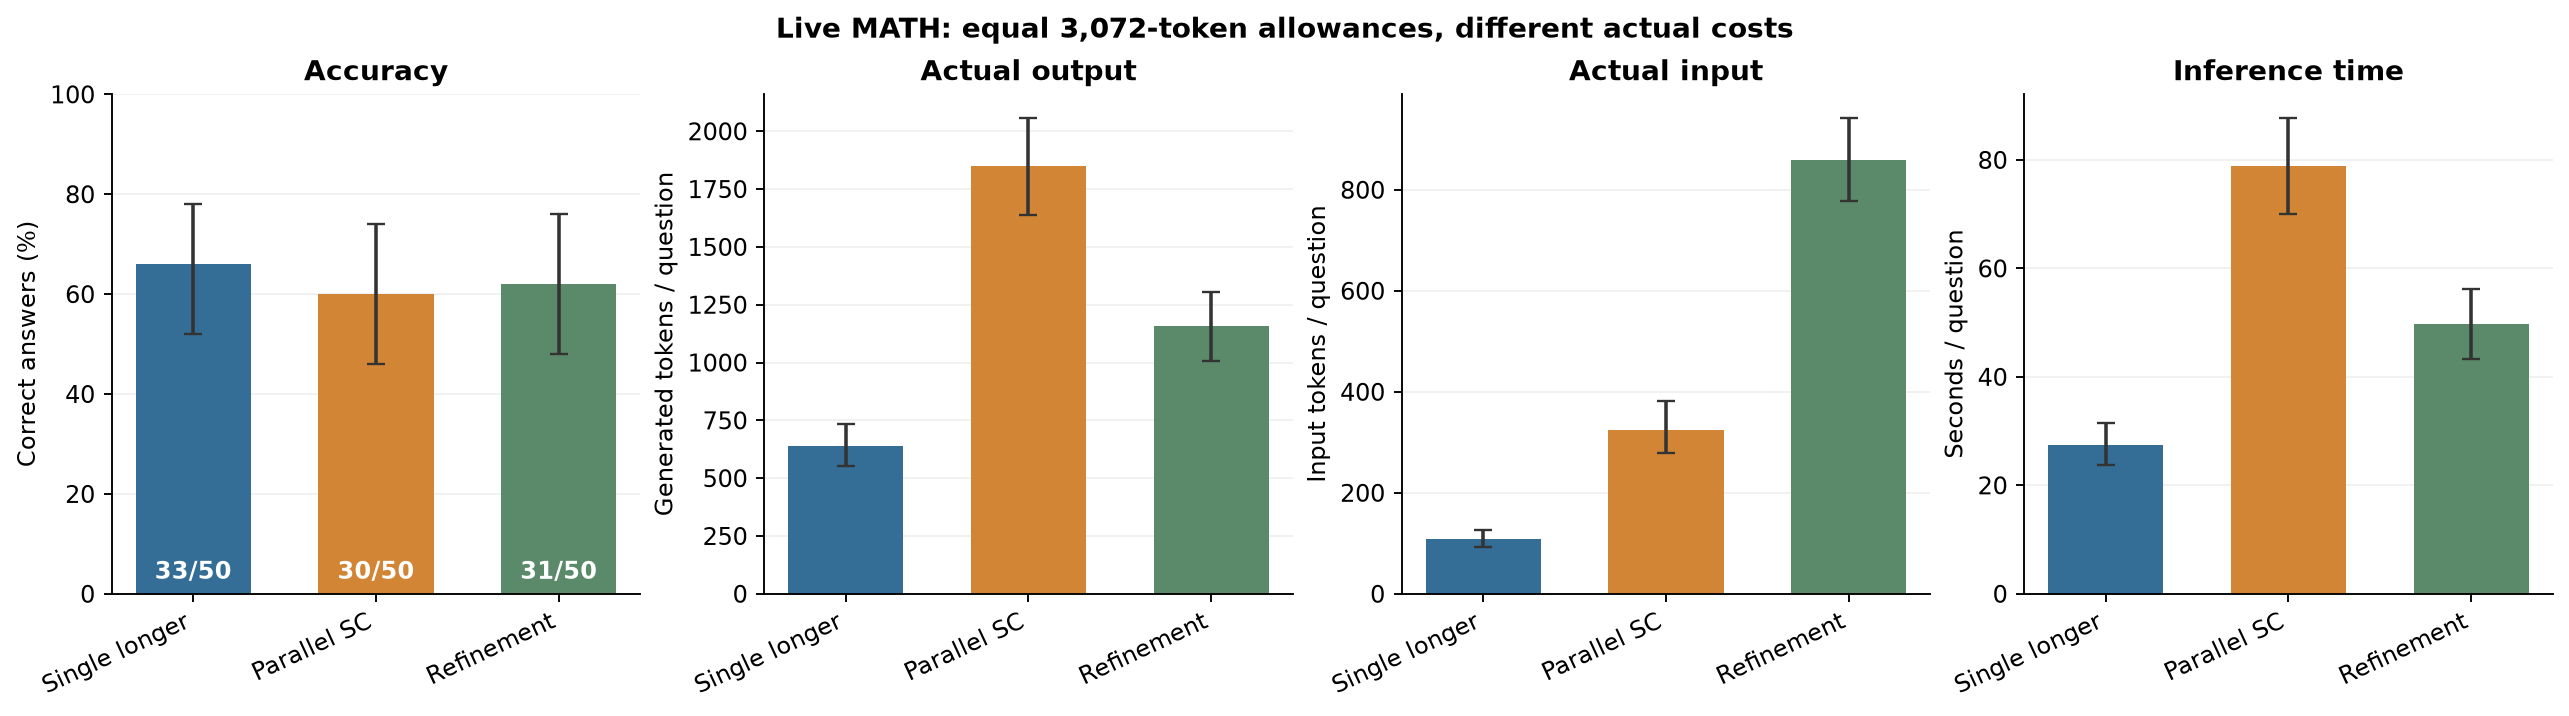 Live MATH: equal 3,072-token allowances, different actual costs
Accuracy
Correct answers (%)
100
80
60
40
20
0
33/50
30/50
31/50
Single longer
Parallel SC
Refinement
Actual output
Generated tokens / question
2000
1750
1500
1250
1000
750
500
250
0
Single longer
Parallel SC
Refinement
Actual input
Input tokens / question
800
600
400
200
0
Single longer
Parallel SC
Refinement
Inference time
Seconds / question
80
60
40
20
0
Single longer
Parallel SC
Refinement